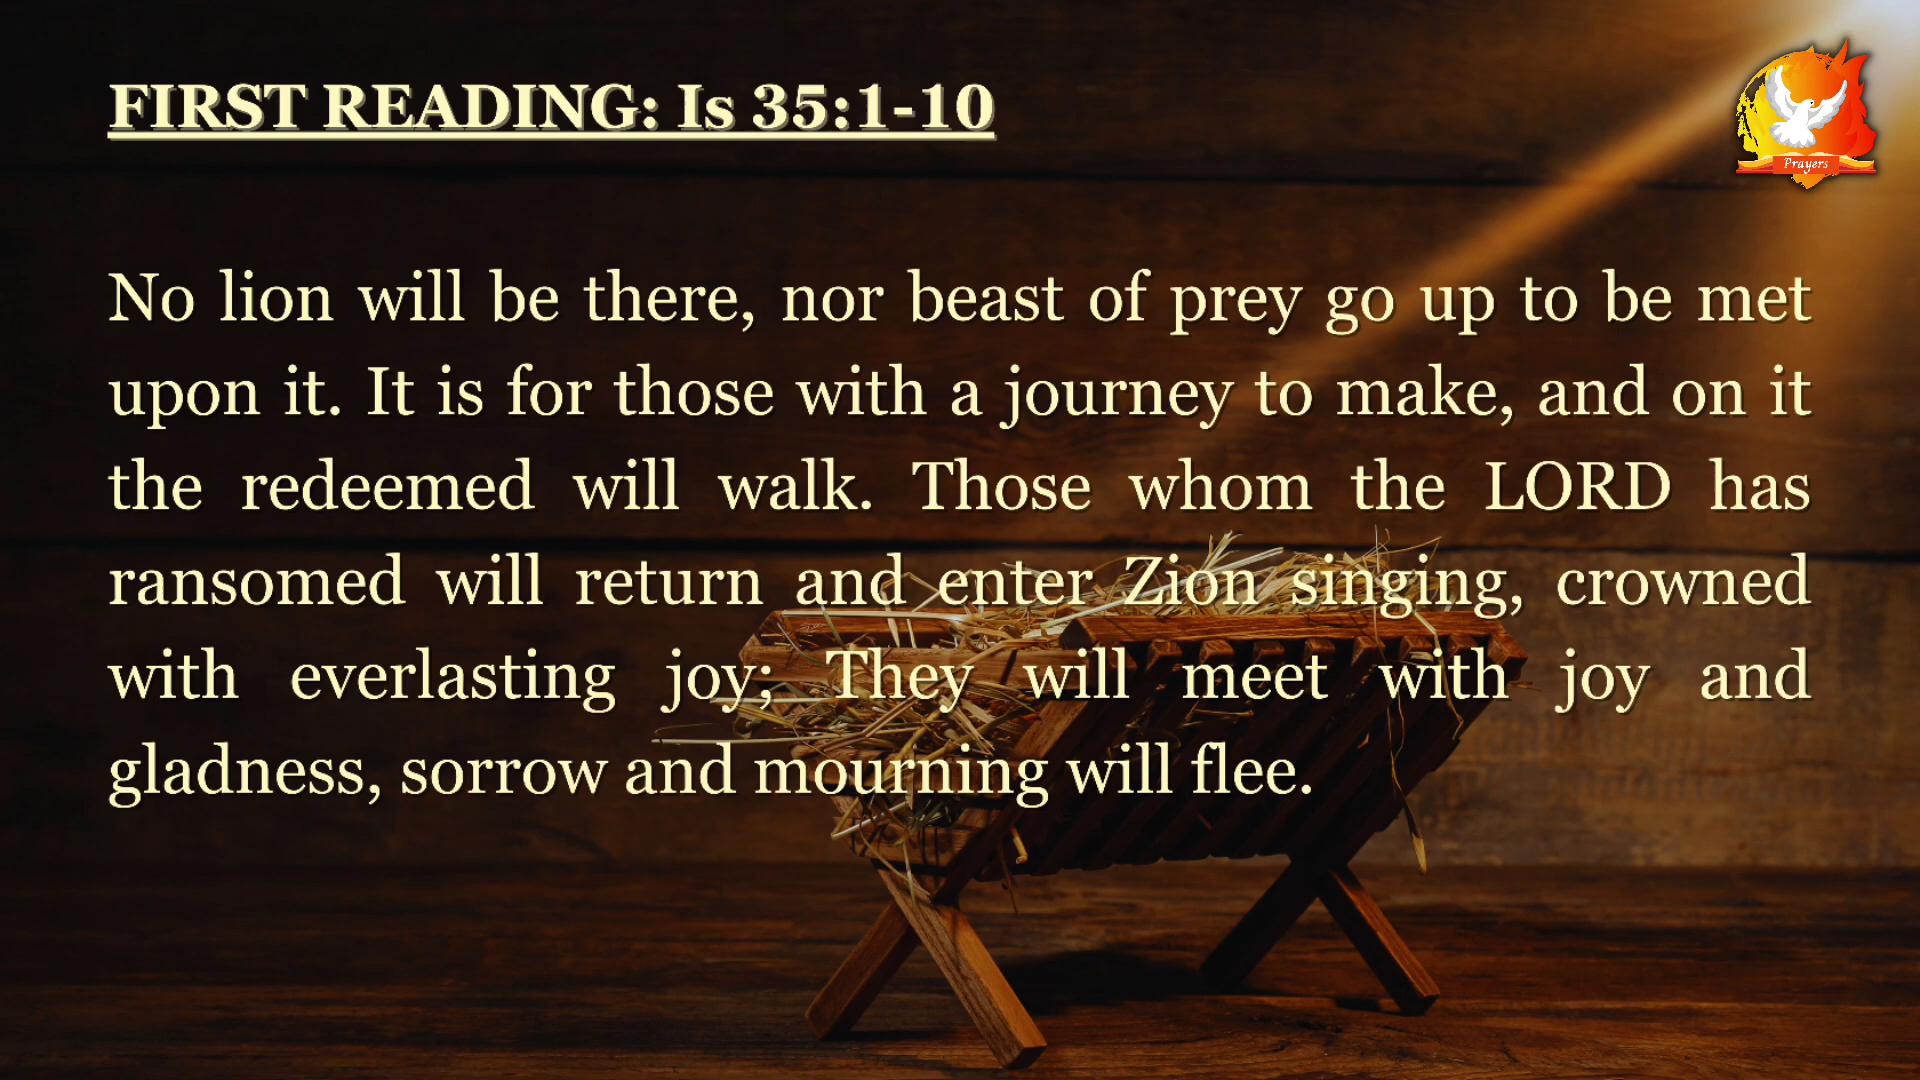 FIRST READING: Is 35:1-10
Prayers
No lion will be there, nor beast of prey go up to be met
upon it. It is for those with a journey to make, and on it
the redeemed will walk. Those whom the LORD has
ransomed will return and enter Zion singing, crowned
with everlasting joy; They will meet with joy and
gladness, sorrow and mourning will flee.